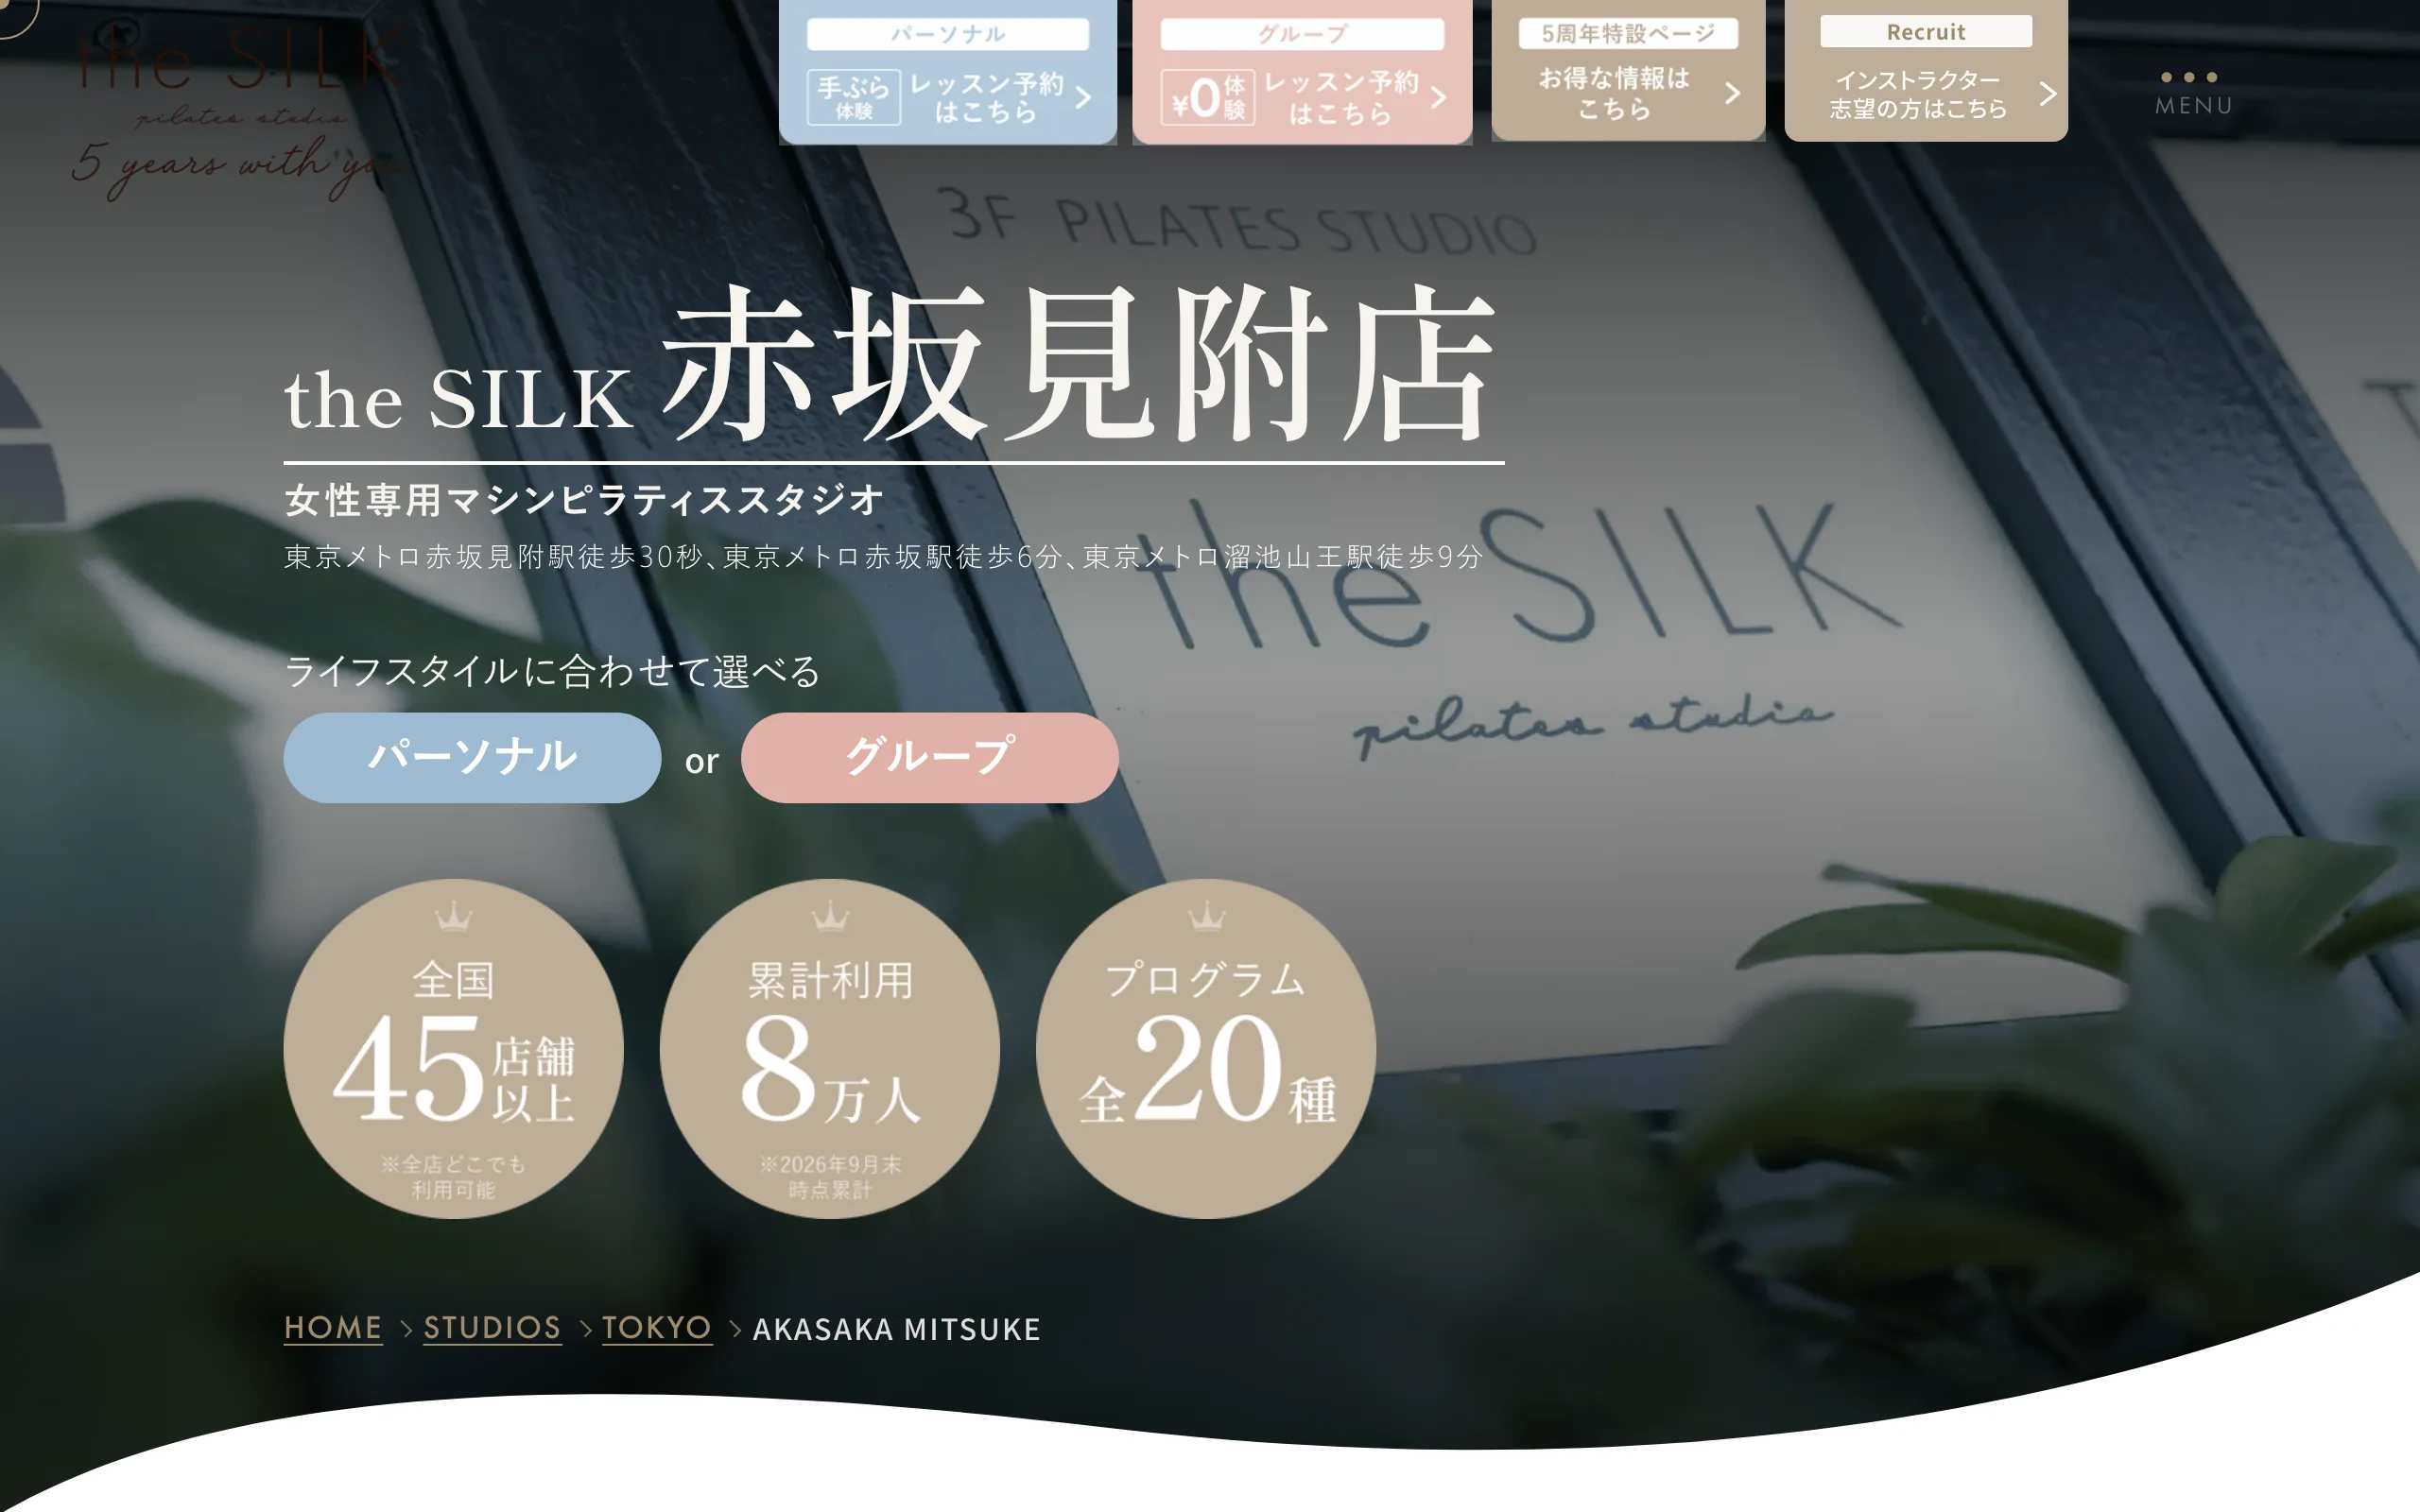 the SILK
pilates studio
5 years with you
パーソナル
手ぶら体験
レッスン予約はこちら
グループ
¥0体験
レッスン予約はこちら
5周年特設ページ
お得な情報は
こちら
Recruit
インストラクター
志望の方はこちら
MENU
3F PILATES STUDIO
the SILK 赤坂見附店
女性専用マシンピラティススタジオ
東京メトロ赤坂見附駅徒歩30秒、東京メトロ赤坂駅徒歩6分、東京メトロ溜池山王駅徒歩9分
the SILK
pilates studio
ライフスタイルに合わせて選べる
パーソナル or グループ
全国
45店舗以上
※全店どこでも
利用可能
累計利用
8万人
※2026年9月末
時点累計
プログラム
全20種
HOME > STUDIOS > TOKYO > AKASAKA MITSUKE